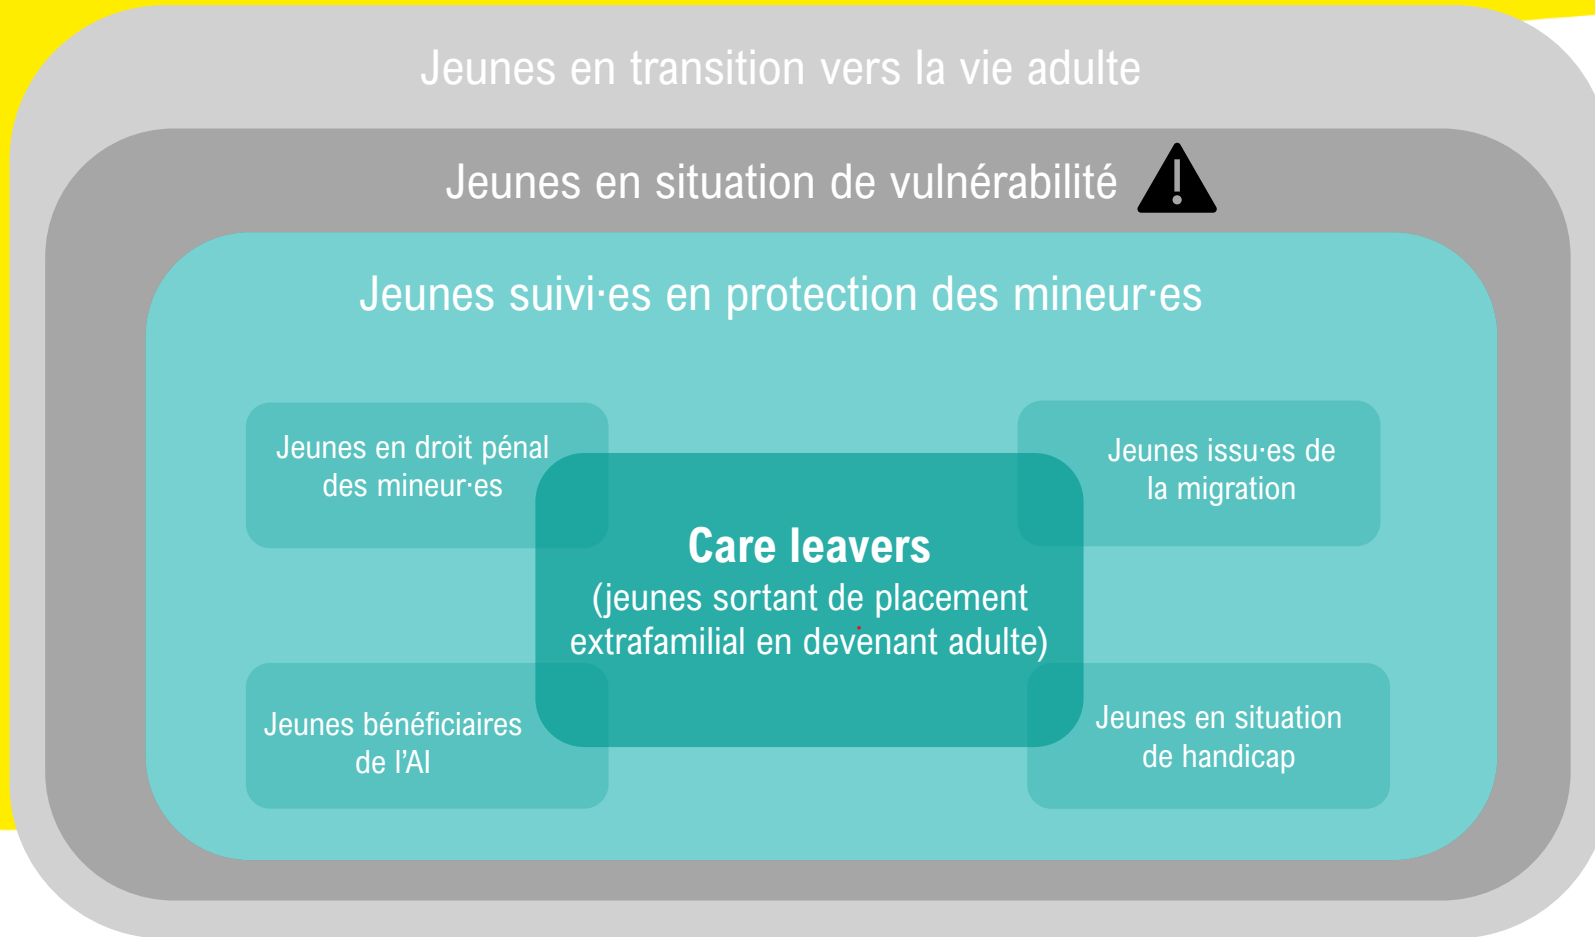 Jeunes en transition vers la vie adulte
Jeunes en situation de vulnérabilité
Jeunes suivi·es en protection des mineur·es
Jeunes en droit pénal
des mineur·es
Jeunes issu·es de
la migration
Care leavers
(jeunes sortant de placement
extrafamilial en devenant adulte)
Jeunes bénéficiaires
de l'AI
Jeunes en situation
de handicap